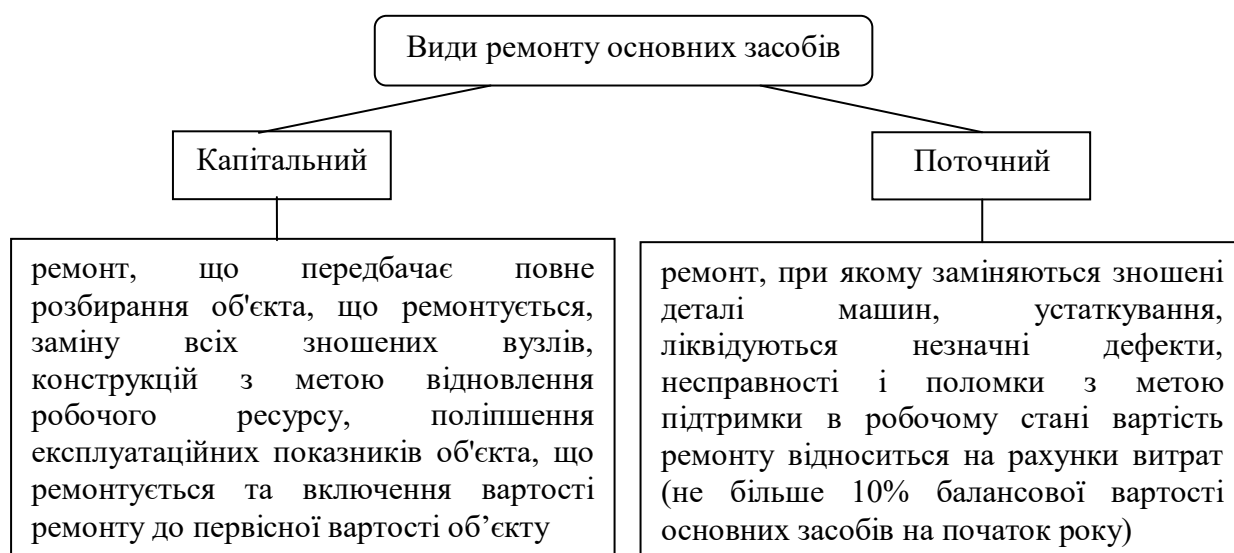 Види ремонту основних засобів
Капітальний
Поточний
ремонт, що передбачає повне
розбирання об'єкта, що ремонтується,
заміну всіх зношених вузлів,
конструкцій з метою відновлення
робочого ресурсу, поліпшення
експлуатаційних показників об'єкта, що
ремонтується та включення вартості
ремонту до первісної вартості об’єкту
ремонт, при якому заміняються зношені
деталі машин, устаткування,
ліквідуються незначні дефекти,
несправності і поломки з метою
підтримки в робочому стані вартість
ремонту відноситься на рахунки витрат
(не більше 10% балансової вартості
основних засобів на початок року)